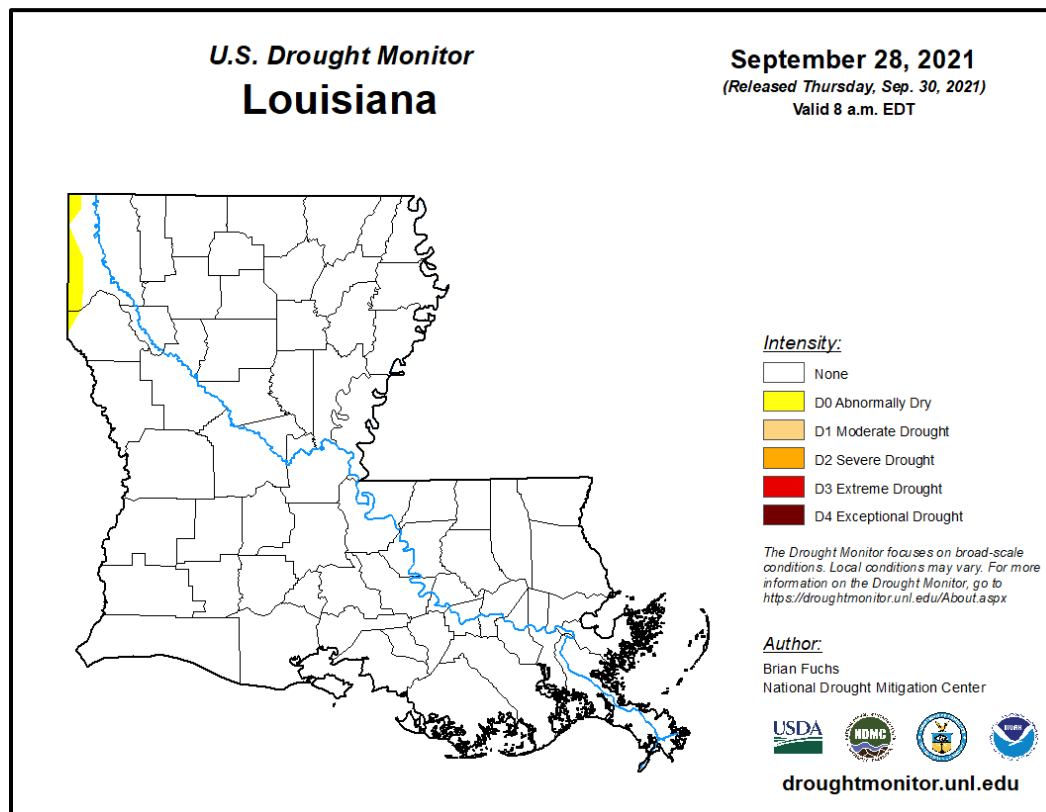 U.S. Drought Monitor
Louisiana
September 28, 2021
(Released Thursday, Sep. 30, 2021)
Valid 8 a.m. EDT
Intensity:
None
D0 Abnormally Dry
D1 Moderate Drought
D2 Severe Drought
D3 Extreme Drought
D4 Exceptional Drought
The Drought Monitor focuses on broad-scale
conditions. Local conditions may vary. For more
information on the Drought Monitor, go to
https://droughtmonitor.unl.edu/About.aspx
Author:
Brian Fuchs
National Drought Mitigation Center
USDA
NDMC
droughtmonitor.unl.edu